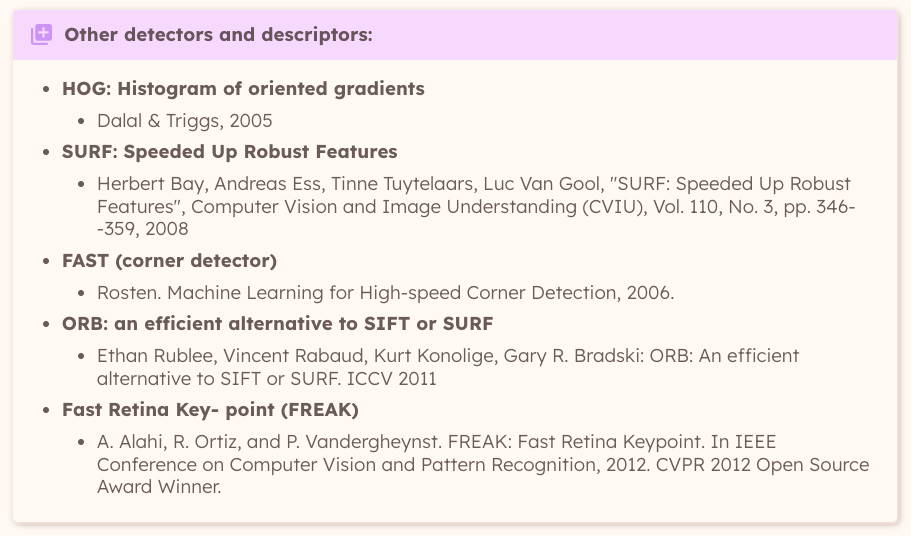 Other detectors and descriptors:
• HOG: Histogram of oriented gradients
• Dalal & Triggs, 2005
• SURF: Speeded Up Robust Features
• Herbert Bay, Andreas Ess, Tinne Tuytelaars, Luc Van Gool, "SURF: Speeded Up Robust
Features", Computer Vision and Image Understanding (CVIU), Vol. 110, No. 3, pp. 346-
-359, 2008
• FAST (corner detector)
• Rosten. Machine Learning for High-speed Corner Detection, 2006.
• ORB: an efficient alternative to SIFT or SURF
• Ethan Rublee, Vincent Rabaud, Kurt Konolige, Gary R. Bradski: ORB: An efficient
alternative to SIFT or SURF. ICCV 2011
• Fast Retina Key- point (FREAK)
• A. Alahi, R. Ortiz, and P. Vandergheynst. FREAK: Fast Retina Keypoint. In IEEE
Conference on Computer Vision and Pattern Recognition, 2012. CVPR 2012 Open Source
Award Winner.